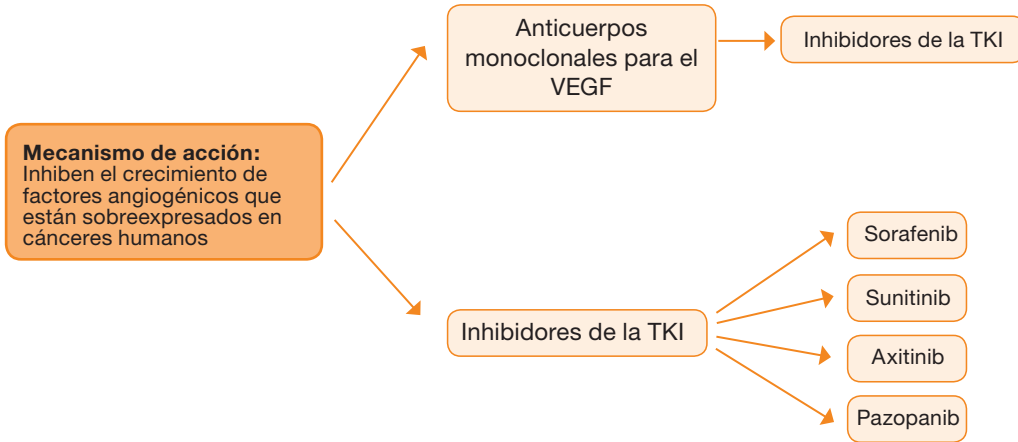 Mecanismo de acción:
Inhiben el crecimiento de
factores angiogénicos que
están sobreexpresados en
cánceres humanos
Anticuerpos
monoclonales para el
VEGF
Inhibidores de la TKI
Inhibidores de la TKI
Sorafenib
Sunitinib
Axitinib
Pazopanib